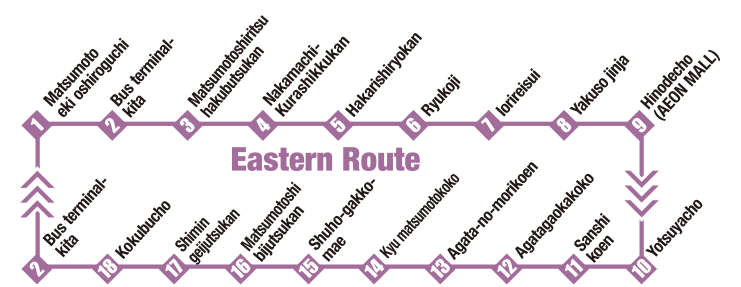 Matsumoto
eki oshiroguchi
Bus terminal-
kita
Matsumotoshiritsu
hakubutsukan
Nakamachi-
Kurashikkukan
Hakarishiryokan
Ryukoji
Iorireisui
Yakuso jinja
Hinodecho
(AEON MALL)
1
2
3
4
5
6
7
8
9
Eastern Route
Bus terminal-
kita
Kokubucho
Shimin
geijutsukan
Matsumotoshi
bijutsukan
Shuho-gakko-
mae
Kyu matsumotokoko
Agata-no-morikoen
Agatagaokakoko
Sanshi
koen
Yotsuyacho
2
18
17
16
15
14
13
12
11
10